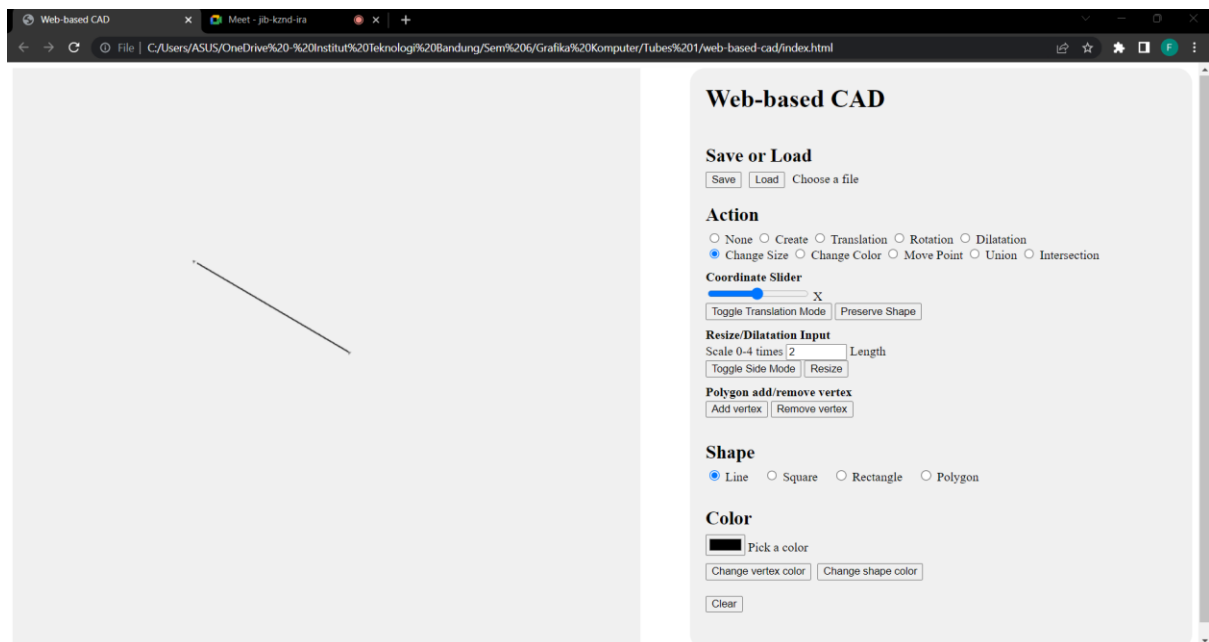 Web-based CAD
Meet - jib-kznd-ira
File | C:/Users/ASUS/OneDrive%20-%20Institut%20Teknologi%20Bandung/Sem%206/Grafika%20Komputer/Tubes%201/web-based-cad/index.html
F
Web-based CAD
Save or Load
Save Load Choose a file
Action
None Create Translation Rotation Dilatation
Change Size Change Color Move Point Union Intersection
Coordinate Slider
X
Toggle Translation Mode Preserve Shape
Resize/Dilatation Input
Scale 0-4 times 2 Length
Toggle Side Mode Resize
Polygon add/remove vertex
Add vertex Remove vertex
Shape
Line Square Rectangle Polygon
Color
Pick a color
Change vertex color Change shape color
Clear